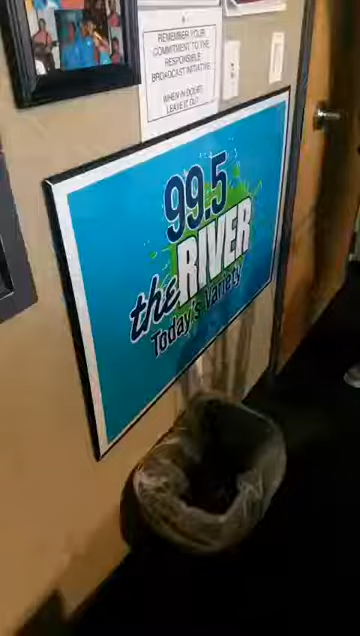 REMEMBER YOUR
COMMITMENT TO THE
RESPONSIBLE
BROADCAST INITIATIVE
WHEN IN DOUBT,
LEAVE IT OUT
99.5
the RIVER
Today's Variety